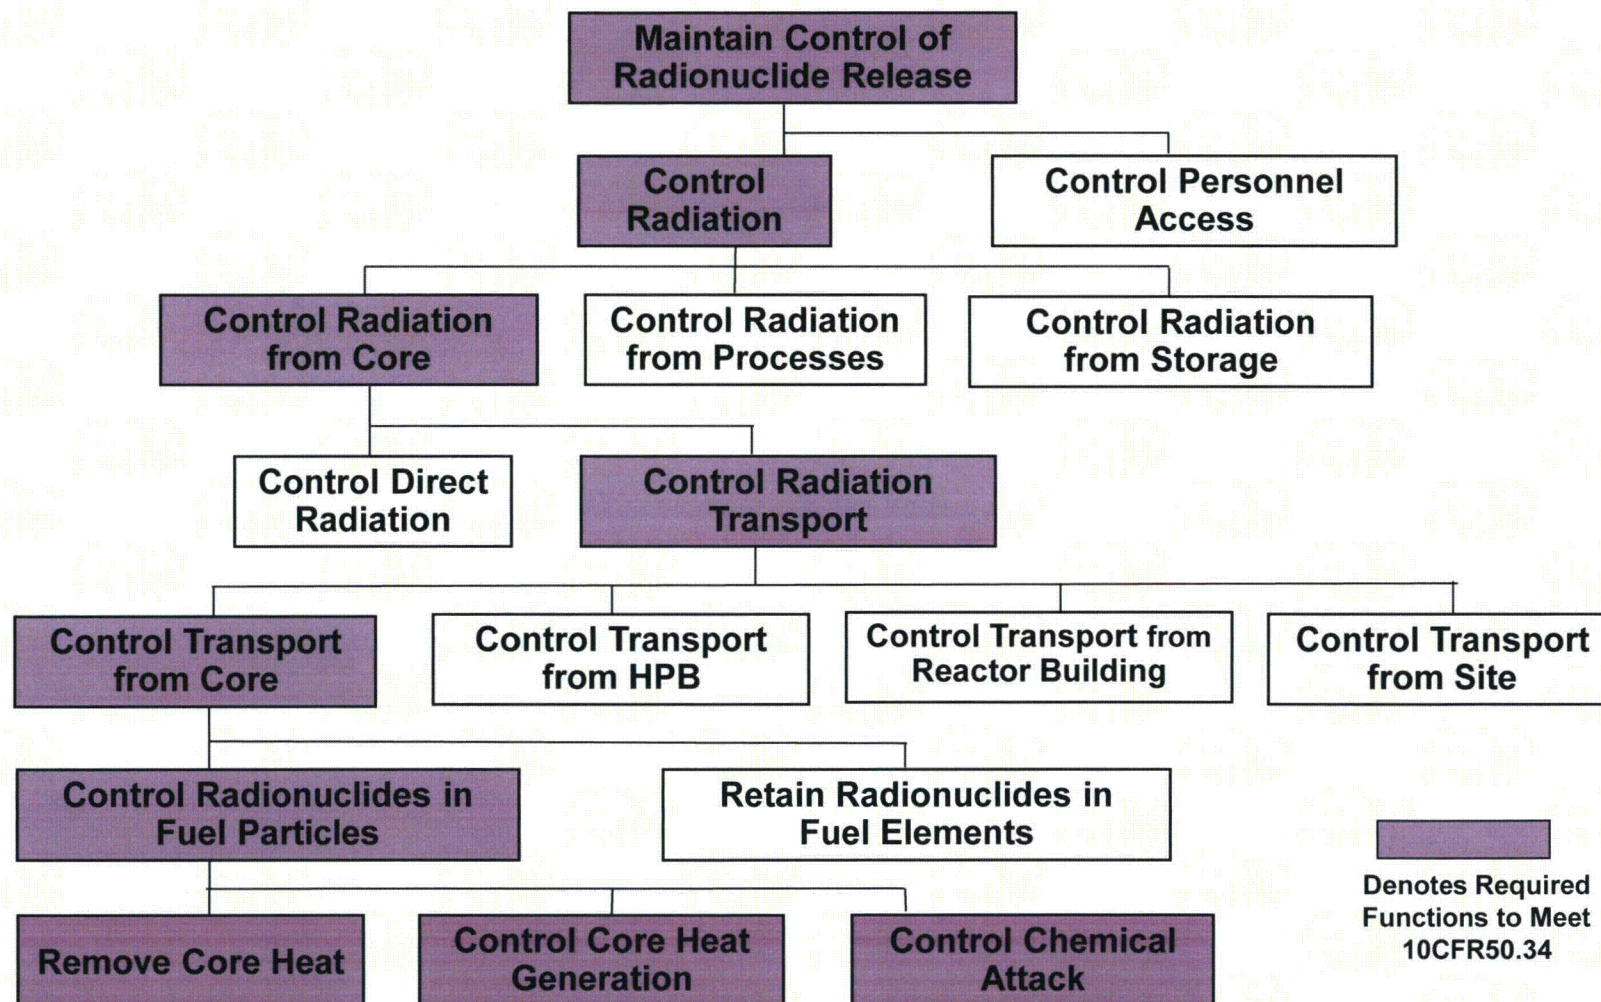 Maintain Control of
Radionuclide Release
Control
Radiation
Control Personnel
Access
Control Radiation
from Core
Control Radiation
from Processes
Control Radiation
from Storage
Control Direct
Radiation
Control Radiation
Transport
Control Transport
from Core
Control Transport
from HPB
Control Transport from
Reactor Building
Control Transport
from Site
Control Radionuclides in
Fuel Particles
Retain Radionuclides in
Fuel Elements
Denotes Required
Functions to Meet
10CFR50.34
Remove Core Heat
Control Core Heat
Generation
Control Chemical
Attack